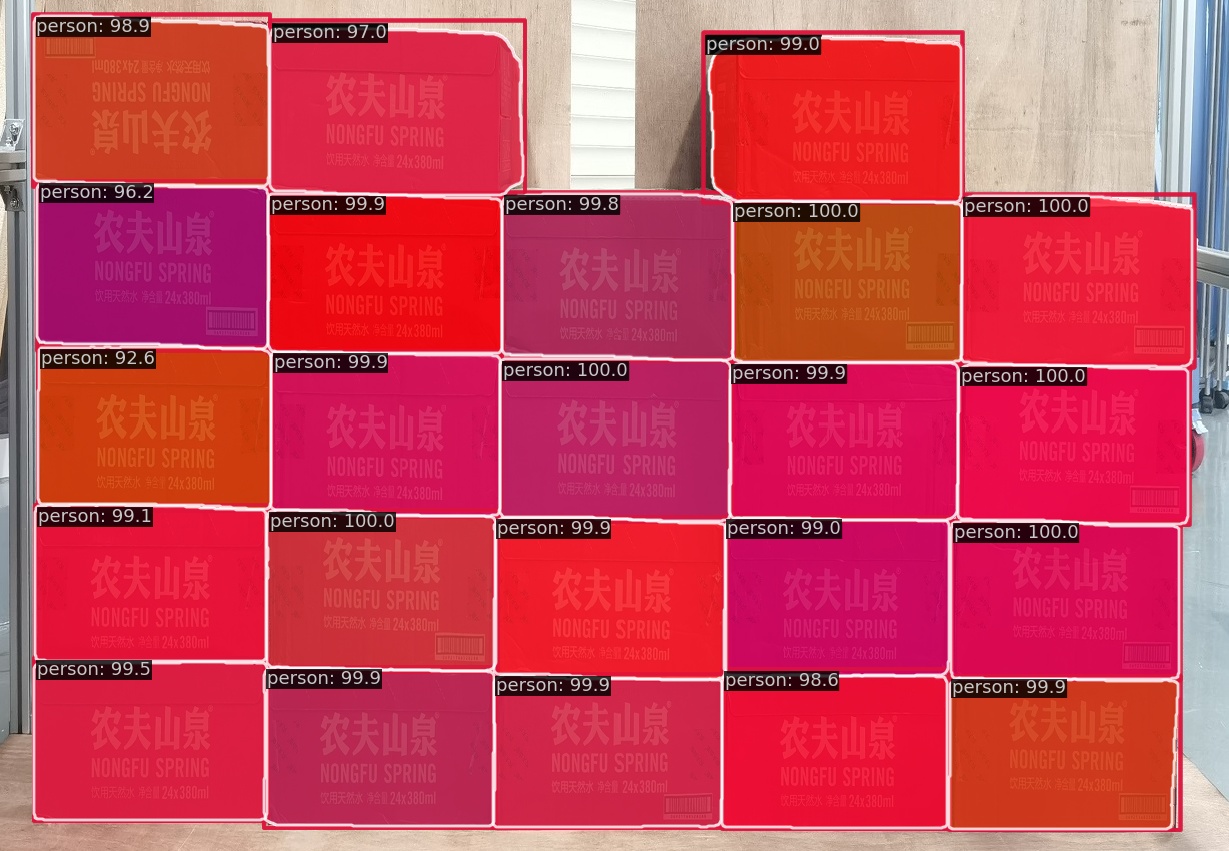 person: 98.9
农夫山泉
NONGFU SPRING
饮用天然水 净含量 24x380ml
person: 97.0
农夫山泉
NONGFU SPRING
饮用天然水 净含量 24x380ml
person: 99.0
农夫山泉
NONGFU SPRING
饮用天然水 净含量 24x380ml
person: 96.2
农夫山泉
NONGFU SPRING
饮用天然水 净含量 24x380ml
person: 99.9
农夫山泉
NONGFU SPRING
饮用天然水 净含量 24x380ml
person: 99.8
农夫山泉
NONGFU SPRING
饮用天然水 净含量 24x380ml
person: 100.0
农夫山泉
NONGFU SPRING
饮用天然水 净含量 24x380ml
person: 100.0
农夫山泉
NONGFU SPRING
饮用天然水 净含量 24x380ml
person: 92.6
农夫山泉
NONGFU SPRING
饮用天然水 净含量 24x380ml
person: 99.9
农夫山泉
NONGFU SPRING
饮用天然水 净含量 24x380ml
person: 100.0
农夫山泉
NONGFU SPRING
饮用天然水 净含量 24x380ml
person: 99.9
农夫山泉
NONGFU SPRING
饮用天然水 净含量 24x380ml
person: 100.0
农夫山泉
NONGFU SPRING
饮用天然水 净含量 24x380ml
person: 99.1
农夫山泉
NONGFU SPRING
饮用天然水 净含量 24x380ml
person: 100.0
农夫山泉
NONGFU SPRING
饮用天然水 净含量 24x380ml
person: 99.9
农夫山泉
NONGFU SPRING
饮用天然水 净含量 24x380ml
person: 99.0
农夫山泉
NONGFU SPRING
饮用天然水 净含量 24x380ml
person: 100.0
农夫山泉
NONGFU SPRING
饮用天然水 净含量 24x380ml
person: 99.5
农夫山泉
NONGFU SPRING
饮用天然水 净含量 24x380ml
person: 99.9
农夫山泉
NONGFU SPRING
饮用天然水 净含量 24x380ml
person: 99.9
农夫山泉
NONGFU SPRING
饮用天然水 净含量 24x380ml
person: 98.6
农夫山泉
NONGFU SPRING
饮用天然水 净含量 24x380ml
person: 99.9
农夫山泉
NONGFU SPRING
饮用天然水 净含量 24x380ml